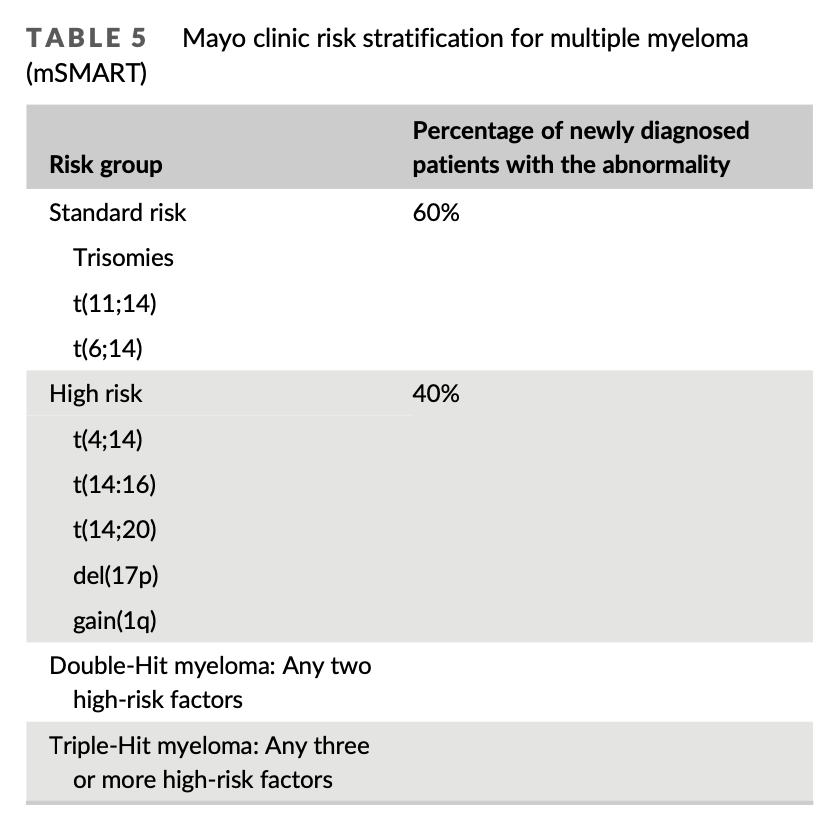 TABLE 5 Mayo clinic risk stratification for multiple myeloma
(mSMART)
Risk group Percentage of newly diagnosed
patients with the abnormality
Standard risk 60%
Trisomies
t(11;14)
t(6;14)
High risk 40%
t(4;14)
t(14:16)
t(14;20)
del(17p)
gain(1q)
Double-Hit myeloma: Any two
high-risk factors
Triple-Hit myeloma: Any three
or more high-risk factors